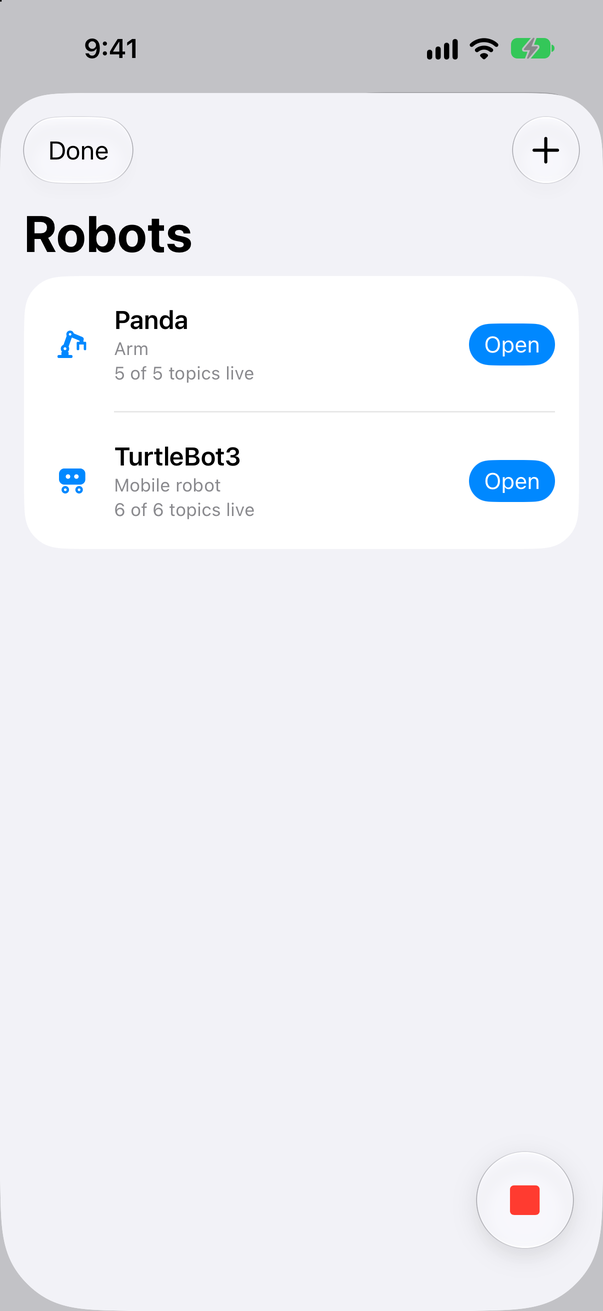 9:41
Done
Robots
Panda
Arm
5 of 5 topics live
Open
TurtleBot3
Mobile robot
6 of 6 topics live
Open